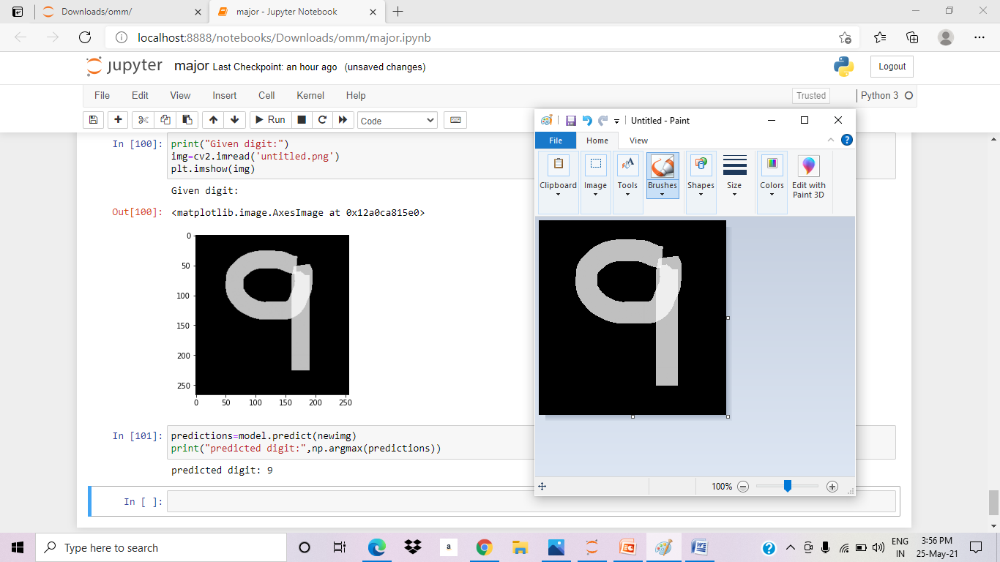 Downloads/omm/
major - Jupyter Notebook
localhost:8888/notebooks/Downloads/omm/major.ipynb
jupyter major Last Checkpoint: an hour ago (unsaved changes)
Logout
File Edit View Insert Cell Kernel Help
Trusted
Python 3
Run
Code
In [100]: print("Given digit:")
img=cv2.imread('untitled.png')
plt.imshow(img)
Given digit:
Out[100]: <matplotlib.image.AxesImage at 0x12a0ca815e0>
0
50
100
150
200
250
0 50 100 150 200 250
9
In [101]: predictions=model.predict(newimg)
print("predicted digit:",np.argmax(predictions))
predicted digit: 9
In [ ]:
Untitled - Paint
File Home View
?
Clipboard Image Tools Brushes Shapes Size Colors Edit with
Paint 3D
9
100%
Type here to search
a
?
ENG
IN
3:56 PM
25-May-21